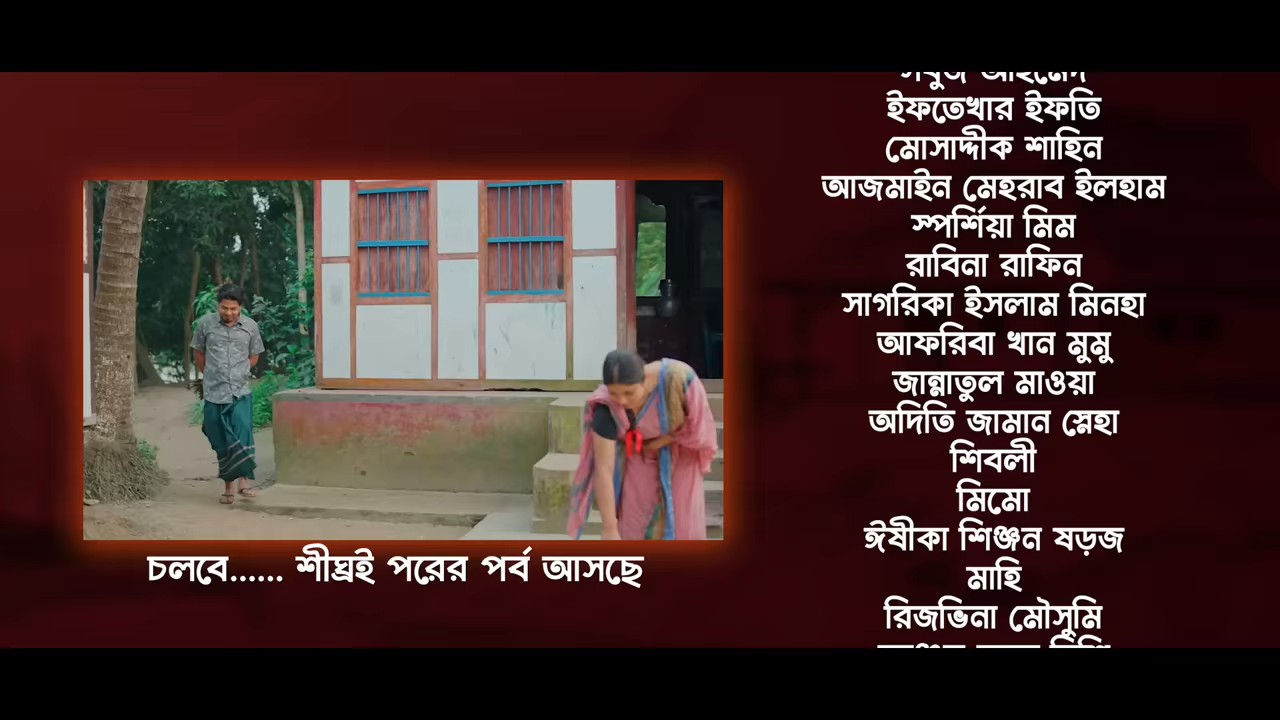 চলবে...... শীঘ্রই পরের পর্ব আসছে
ইফতেখার ইফতি
মোসাদ্দীক শাহিন
আজমাইন মেহরাব ইলহাম
স্পর্শিয়া মিম
রাবিনা রাফিন
সাগরিকা ইসলাম মিনহা
আফরিবা খান মুমু
জান্নাতুল মাওয়া
অদিতি জামান স্নেহা
শিবলী
মিমো
ঈষীকা শিঞ্জন ষড়জ
মাহি
রিজভিনা মৌসুমি